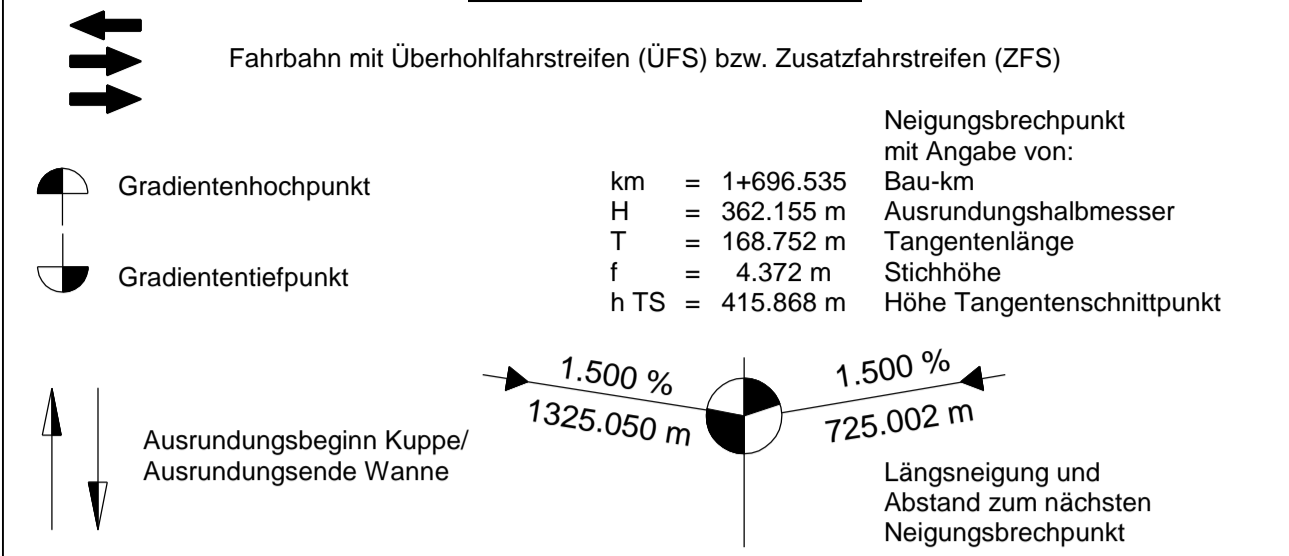 Fahrbahn mit Überhohlfahrstreifen (ÜFS) bzw. Zusatzfahrstreifen (ZFS)
Gradientenhochpunkt
Gradiententiefpunkt
Neigungsbrechpunkt
mit Angabe von:
km = 1+696.535 Bau-km
H = 362.155 m Ausrundungshalbmesser
T = 168.752 m Tangentenlänge
f = 4.372 m Stichhöhe
h TS = 415.868 m Höhe Tangentenschnittpunkt
Ausrundungsbeginn Kuppe/
Ausrundungsende Wanne
1.500 % 1.500 %
1325.050 m 725.002 m
Längsneigung und
Abstand zum nächsten
Neigungsbrechpunkt